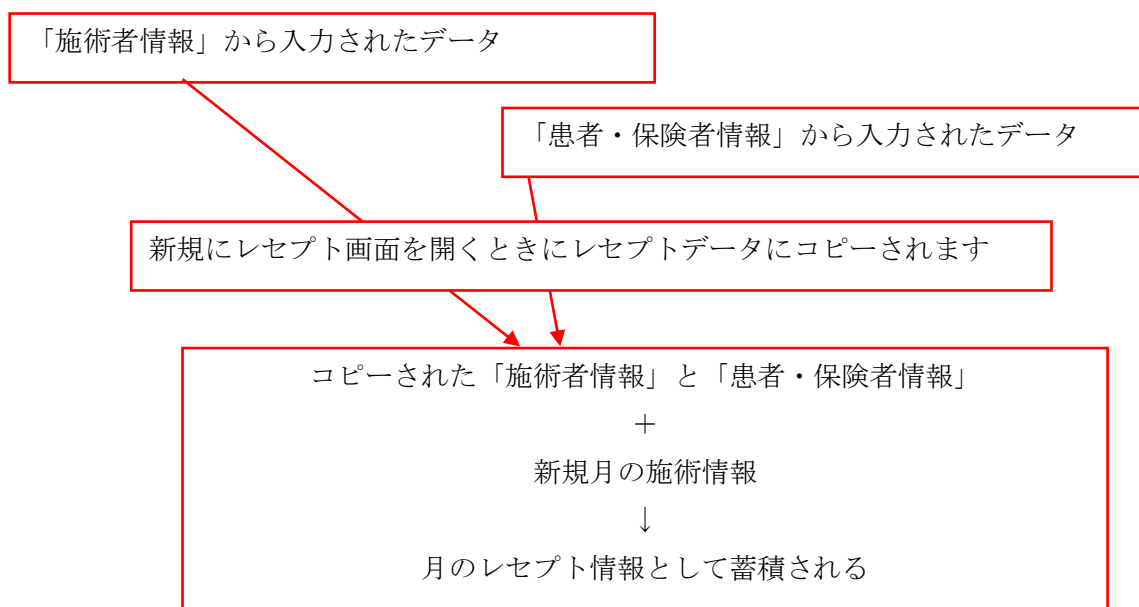 「施術者情報」から入力されたデータ
「患者・保険者情報」から入力されたデータ
新規にレセプト画面を開くときにレセプトデータにコピーされます
コピーされた「施術者情報」と「患者・保険者情報」
＋
新規月の施術情報
↓
月のレセプト情報として蓄積される